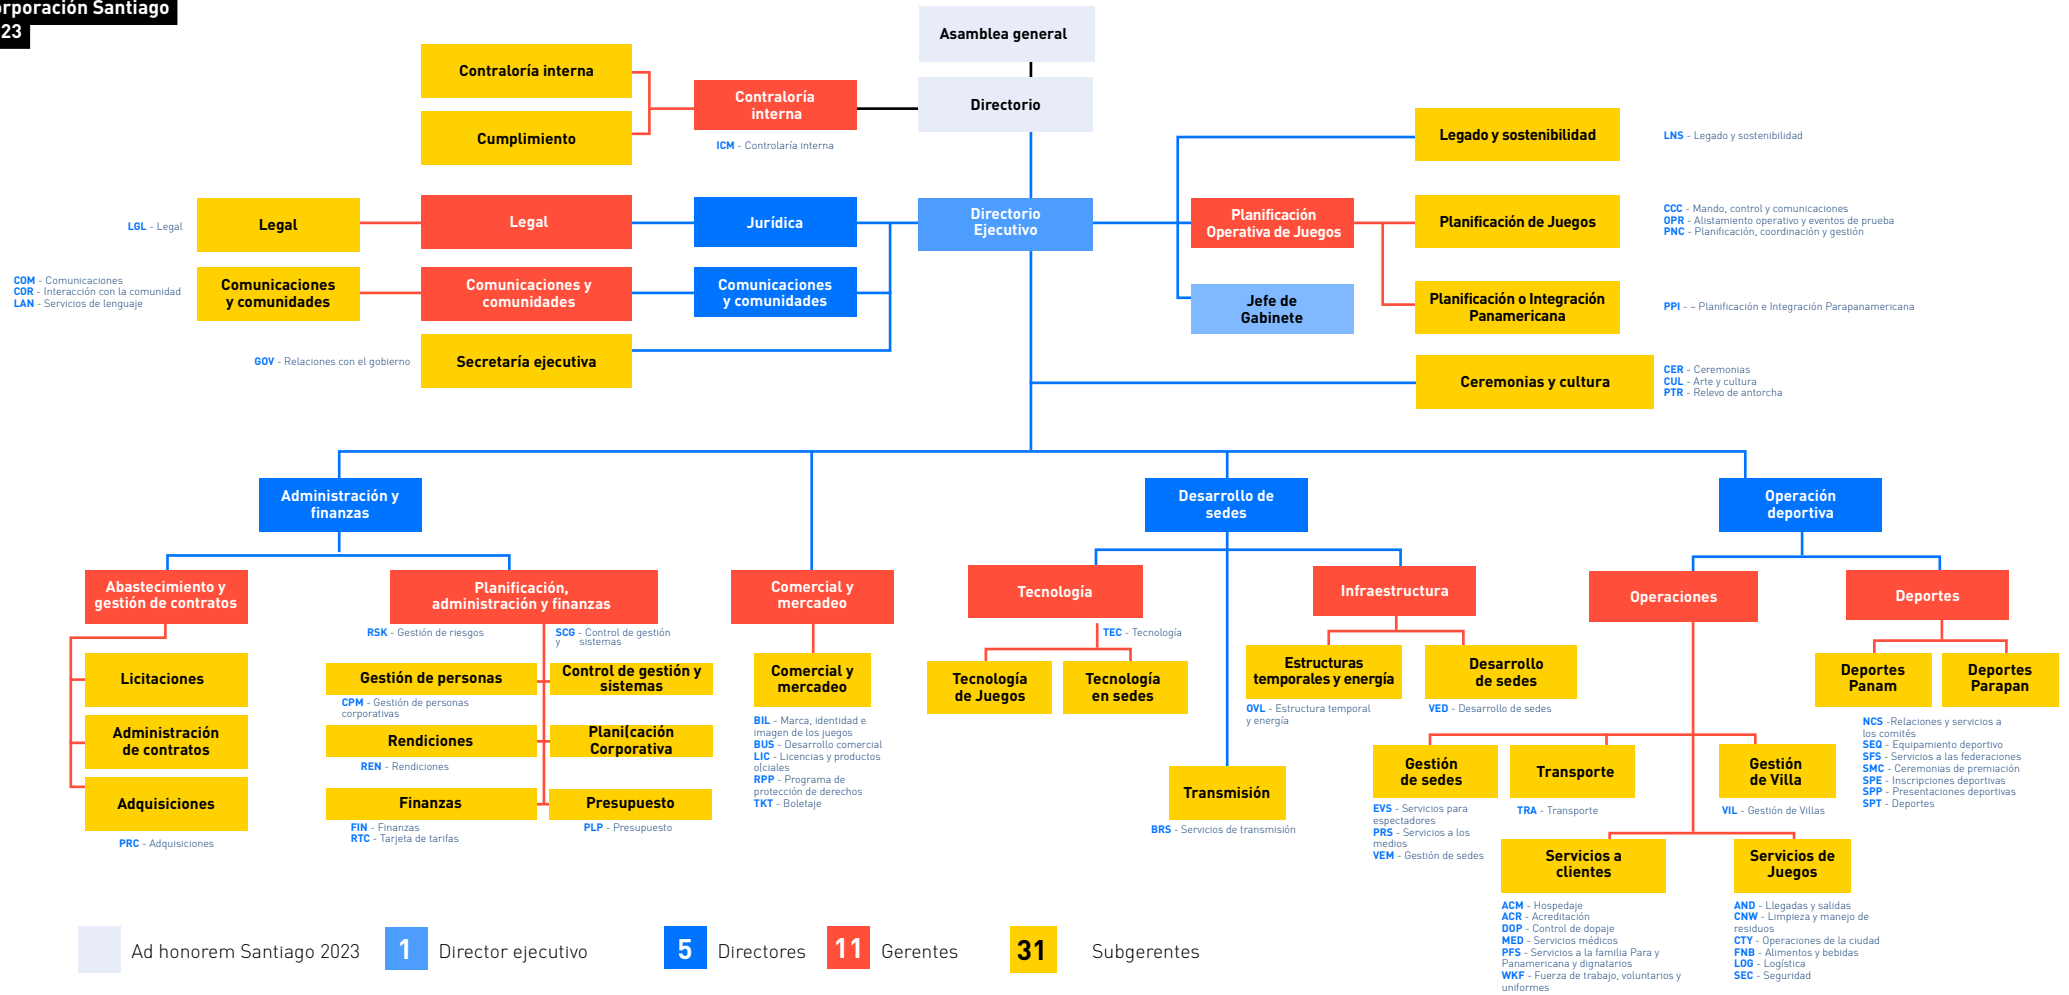 orporación Santiago
23
Asamblea general
Directorio
Contraloría
interna
ICM - Controlaría interna
Contraloría interna
Cumplimiento
Directorio
Ejecutivo
Jurídica
Legal
Legal
LGL - Legal
Comunicaciones
y comunidades
Comunicaciones y
comunidades
Comunicaciones
y comunidades
COM - Comunicaciones
COR - Interacción con la comunidad
LAN - Servicios de lenguaje
Secretaría ejecutiva
GOV - Relaciones con el gobierno
Legado y sostenibilidad
LNS - Legado y sostenibilidad
Planificación
Operativa de Juegos
Planificación de Juegos
CCC - Mando, control y comunicaciones
OPR - Alistamiento operativo y eventos de prueba
PNC - Planificación, coordinación y gestión
Jefe de
Gabinete
Planificación o Integración
Panamericana
PPI - – Planificación e Integración Parapanamericana
Ceremonias y cultura
CER - Ceremonias
CUL - Arte y cultura
PTR - Relevo de antorcha
Administración y
finanzas
Abastecimiento y
gestión de contratos
Licitaciones
Administración
de contratos
Adquisiciones
PRC - Adquisiciones
Planificación,
administración y finanzas
RSK - Gestión de riesgos
SCG - Control de gestión
y sistemas
Gestión de personas
CPM - Gestión de personas
corporativas
Control de gestión y
sistemas
Rendiciones
REN - Rendiciones
Plani(cación
Corporativa
Finanzas
FIN - Finanzas
RTC - Tarjeta de tarifas
Presupuesto
PLP - Presupuesto
Comercial y
mercadeo
Comercial y
mercadeo
BIL - Marca, identidad e
imagen de los juegos
BUS - Desarrollo comercial
LIC - Licencias y productos
o(ciales
RPP - Programa de
protección de derechos
TKT - Boletaje
Desarrollo de
sedes
Tecnología
TEC - Tecnología
Tecnología
de Juegos
Tecnología
en sedes
Transmisión
BRS - Servicios de transmisión
Infraestructura
Estructuras
temporales y energía
OVL - Estructura temporal
y energía
Desarrollo
de sedes
VED - Desarrollo de sedes
Operación
deportiva
Operaciones
Gestión
de sedes
EVS - Servicios para
espectadores
PRS - Servicios a los
medios
VEM - Gestión de sedes
Transporte
TRA - Transporte
Gestión
de Villa
VIL - Gestión de Villas
Servicios a
clientes
ACM - Hospedaje
ACR - Acreditación
DOP - Control de dopaje
MED - Servicios médicos
PFS - Servicios a la familia Para y
Panamericana y dignatarios
WKF - Fuerza de trabajo, voluntarios y
uniformes
Servicios de
Juegos
AND - Llegadas y salidas
CNW - Limpieza y manejo de
residuos
CTY - Operaciones de la ciudad
FNB - Alimentos y bebidas
LOG - Logística
SEC - Seguridad
Deportes
Deportes
Panam
Deportes
Parapan
NCS -Relaciones y servicios a
los comités
SEQ - Equipamiento deportivo
SFS - Servicios a las federaciones
SMC - Ceremonias de premiación
SPE - Inscripciones deportivas
SPP - Presentaciones deportivas
SPT - Deportes
Ad honorem Santiago 2023
1 Director ejecutivo
5 Directores
11 Gerentes
31 Subgerentes